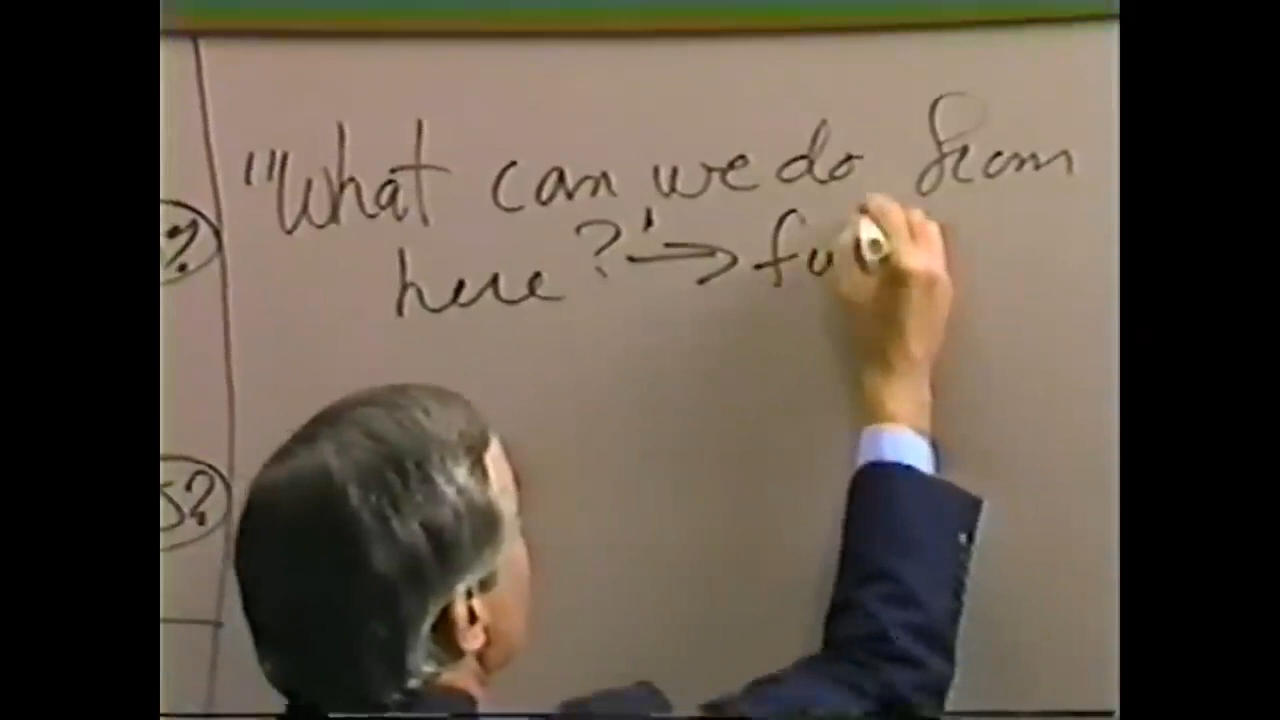 "What can we do from
here?' → fu
?
s?